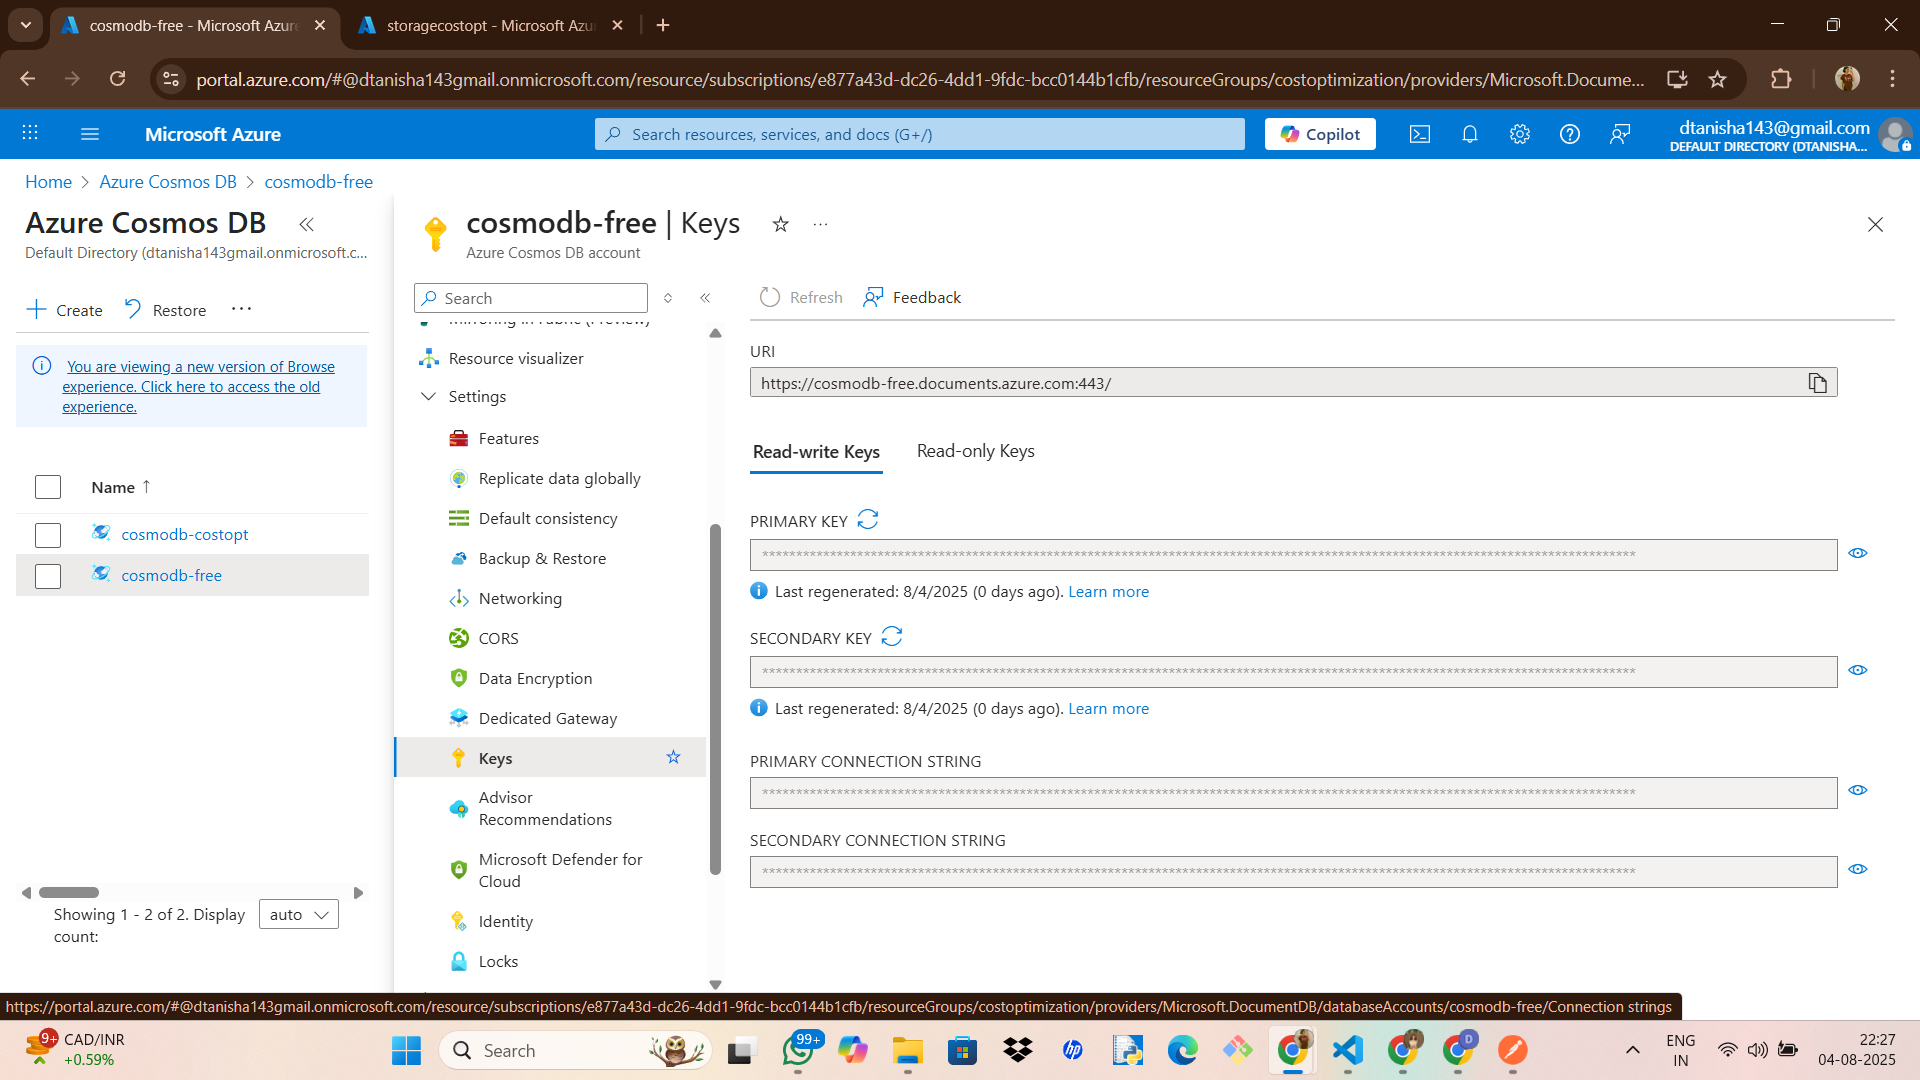 cosmodb-free - Microsoft Azure
storagecostopt - Microsoft Azu
portal.azure.com/#@dtanisha143gmail.onmicrosoft.com/resource/subscriptions/e877a43d-dc26-4dd1-9fdc-bcc0144b1cfb/resourceGroups/costoptimization/providers/Microsoft.Docume...
Microsoft Azure
Search resources, services, and docs (G+/)
Copilot
dtanisha143@gmail.com
DEFAULT DIRECTORY (DTANISHA...
Home > Azure Cosmos DB > cosmodb-free
Azure Cosmos DB
Default Directory (dtanisha143gmail.onmicrosoft.c...
Create
Restore
You are viewing a new version of Browse
experience. Click here to access the old
experience.
Name ↑
cosmodb-costopt
cosmodb-free
Showing 1 - 2 of 2. Display
count:
auto
cosmodb-free | Keys
Azure Cosmos DB account
Search
Mirroring in Fabric (Preview)
Resource visualizer
Settings
Features
Replicate data globally
Default consistency
Backup & Restore
Networking
CORS
Data Encryption
Dedicated Gateway
Keys
Advisor
Recommendations
Microsoft Defender for
Cloud
Identity
Locks
Refresh
Feedback
URI
https://cosmodb-free.documents.azure.com:443/
Read-write Keys
Read-only Keys
PRIMARY KEY
Last regenerated: 8/4/2025 (0 days ago). Learn more
SECONDARY KEY
Last regenerated: 8/4/2025 (0 days ago). Learn more
PRIMARY CONNECTION STRING
SECONDARY CONNECTION STRING
https://portal.azure.com/#@dtanisha143gmail.onmicrosoft.com/resource/subscriptions/e877a43d-dc26-4dd1-9fdc-bcc0144b1cfb/resourceGroups/costoptimization/providers/Microsoft.DocumentDB/databaseAccounts/cosmodb-free/Connection strings
9+
CAD/INR
+0.59%
Search
99+
hp
D
ENG
IN
22:27
04-08-2025